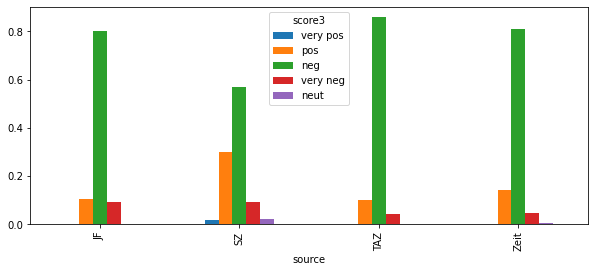 score3
very pos
pos
neg
very neg
neut
0.8
0.6
0.4
0.2
0.0
JF
SZ
TAZ
Zeit
source